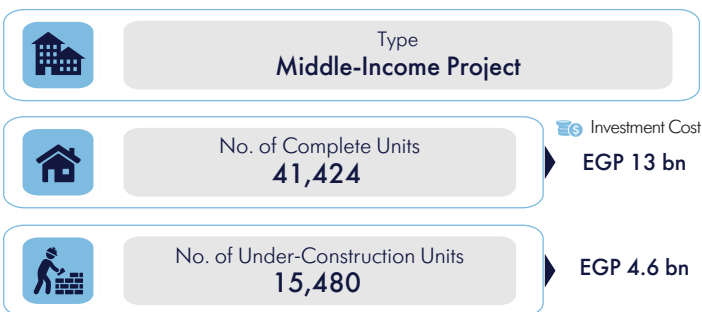 Type
Middle-Income Project
No. of Complete Units
41,424
Investment Cost
EGP 13 bn
No. of Under-Construction Units
15,480
EGP 4.6 bn